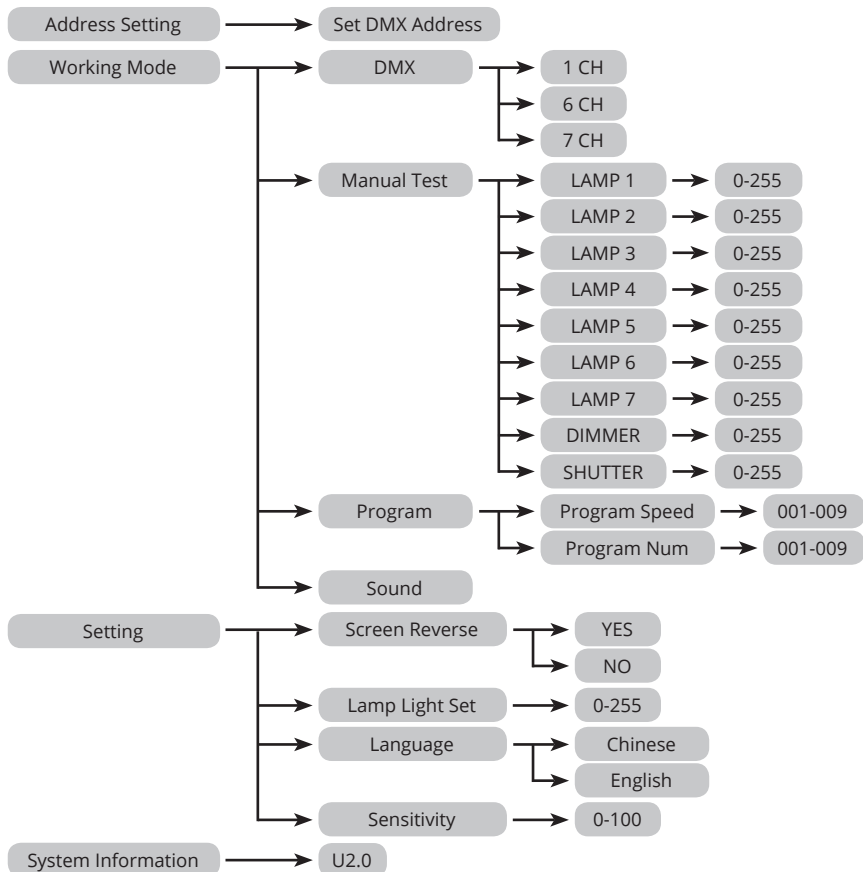 Address Setting Set DMX Address
Working Mode DMX 1 CH
6 CH
7 CH
Manual Test LAMP 1 0-255
LAMP 2 0-255
LAMP 3 0-255
LAMP 4 0-255
LAMP 5 0-255
LAMP 6 0-255
LAMP 7 0-255
DIMMER 0-255
SHUTTER 0-255
Program Program Speed 001-009
Program Num 001-009
Sound
Setting Screen Reverse YES
NO
Lamp Light Set 0-255
Language Chinese
English
Sensitivity 0-100
System Information U2.0